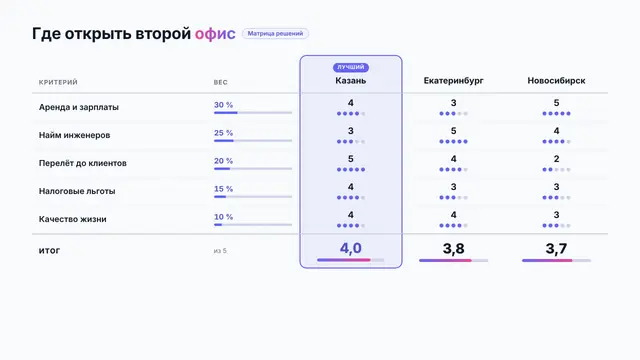 Где открыть второй офис Матрица решений
ЛУЧШИЙ
КРИТЕРИЙ ВЕС Казань Екатеринбург Новосибирск
Аренда и зарплаты 30 % 4 3 5
Найм инженеров 25 % 3 5 4
Перелёт до клиентов 20 % 5 4 2
Налоговые льготы 15 % 4 3 3
Качество жизни 10 % 4 4 3
ИТОГ из 5 4,0 3,8 3,7